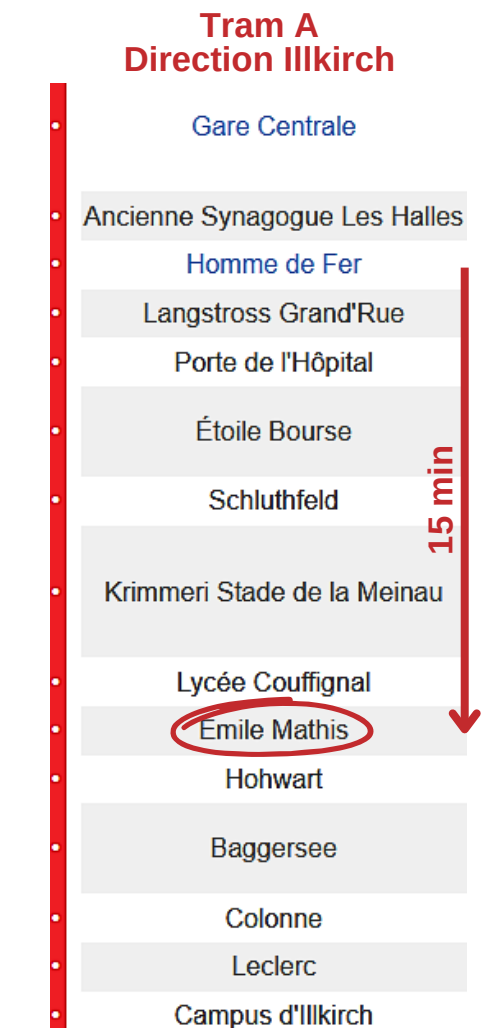 Tram A
Direction Illkirch
Gare Centrale
Ancienne Synagogue Les Halles
Homme de Fer
Langstross Grand'Rue
Porte de l'Hôpital
Étoile Bourse
Schluthfeld
15 min
Krimmeri Stade de la Meinau
Lycée Couffignal
Emile Mathis
Hohwart
Baggersee
Colonne
Leclerc
Campus d'Illkirch